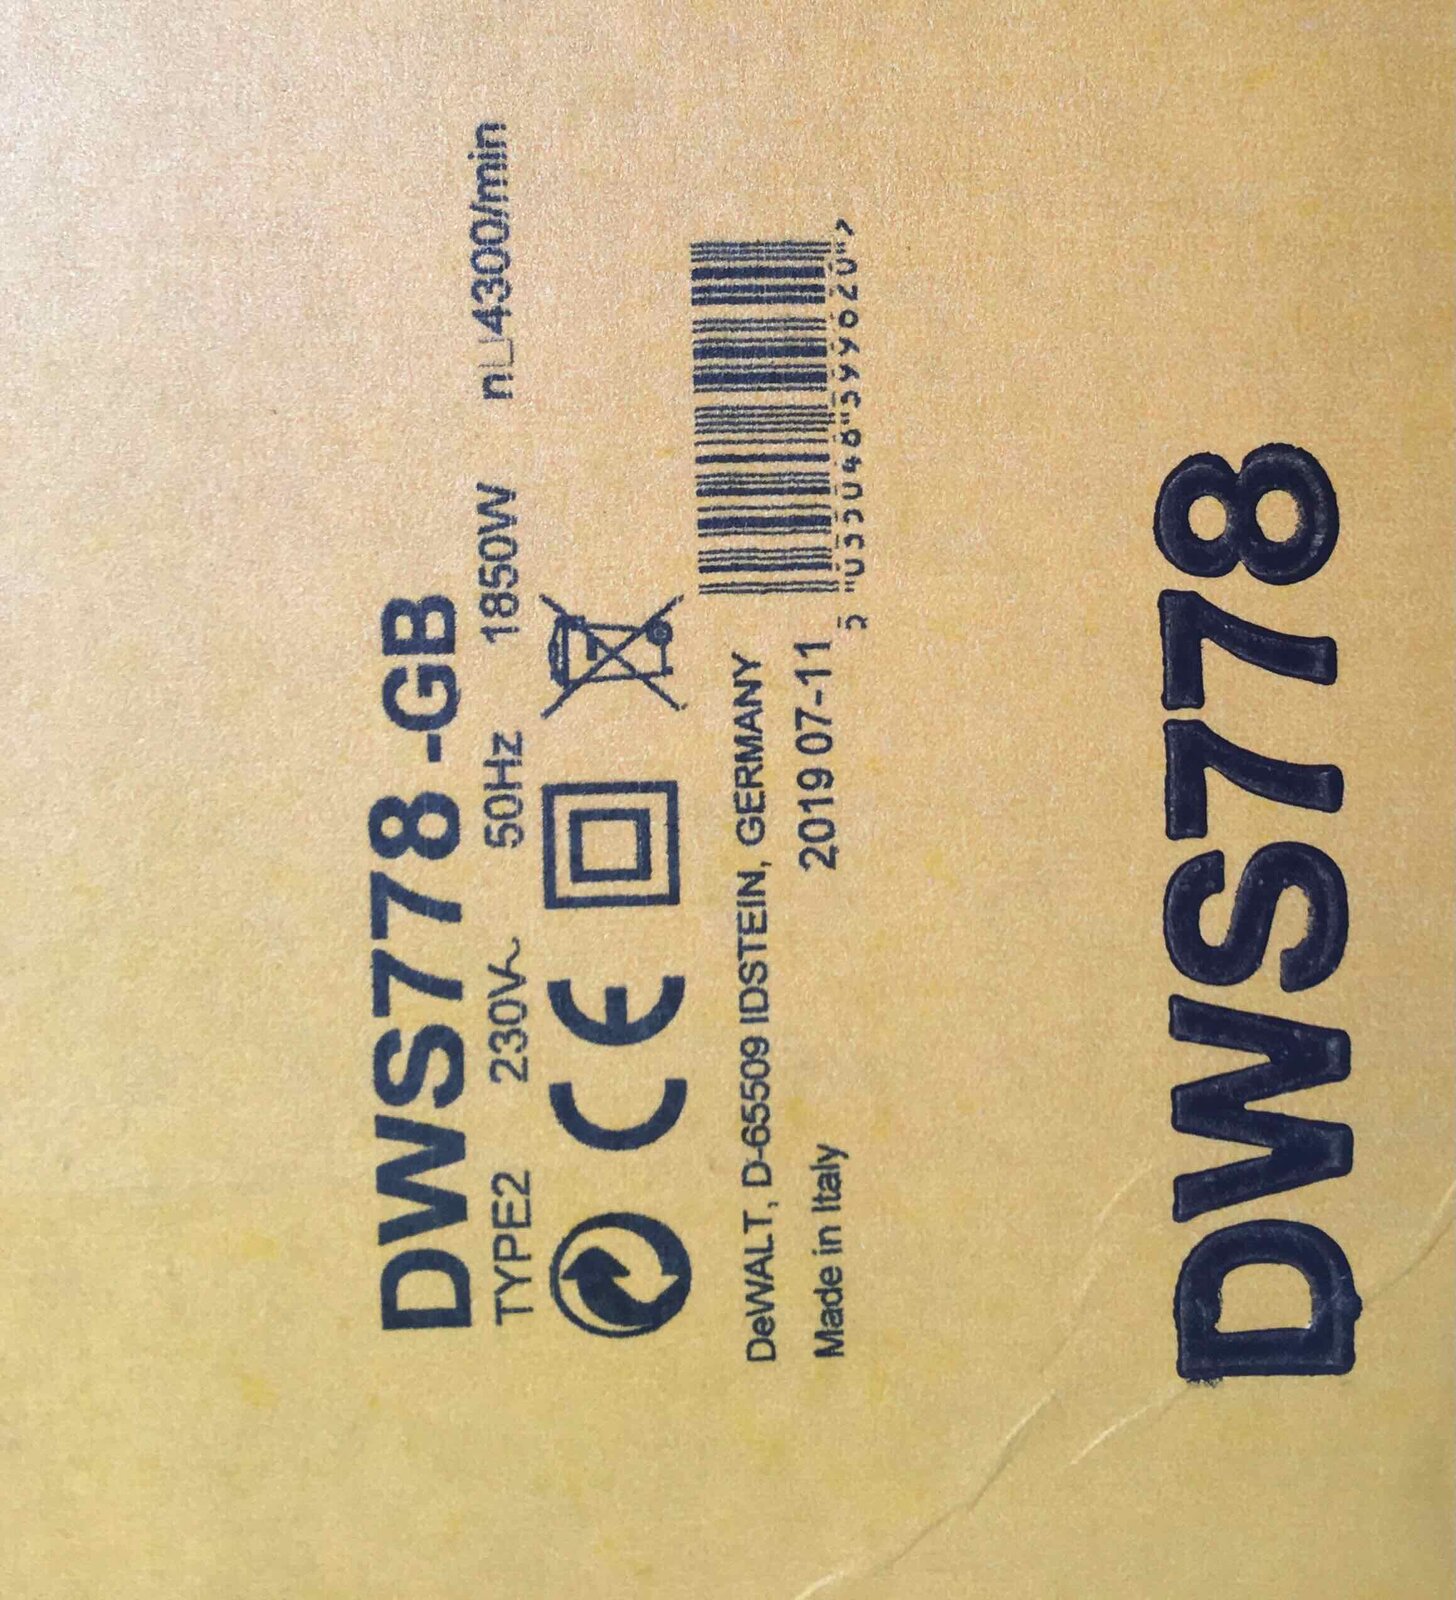 DWS778 -GB
TYPE2 230V~ 50Hz 1850W n␣4300/min
DeWALT, D-65509 IDSTEIN, GERMANY
Made in Italy 2019 07-11
DWS778